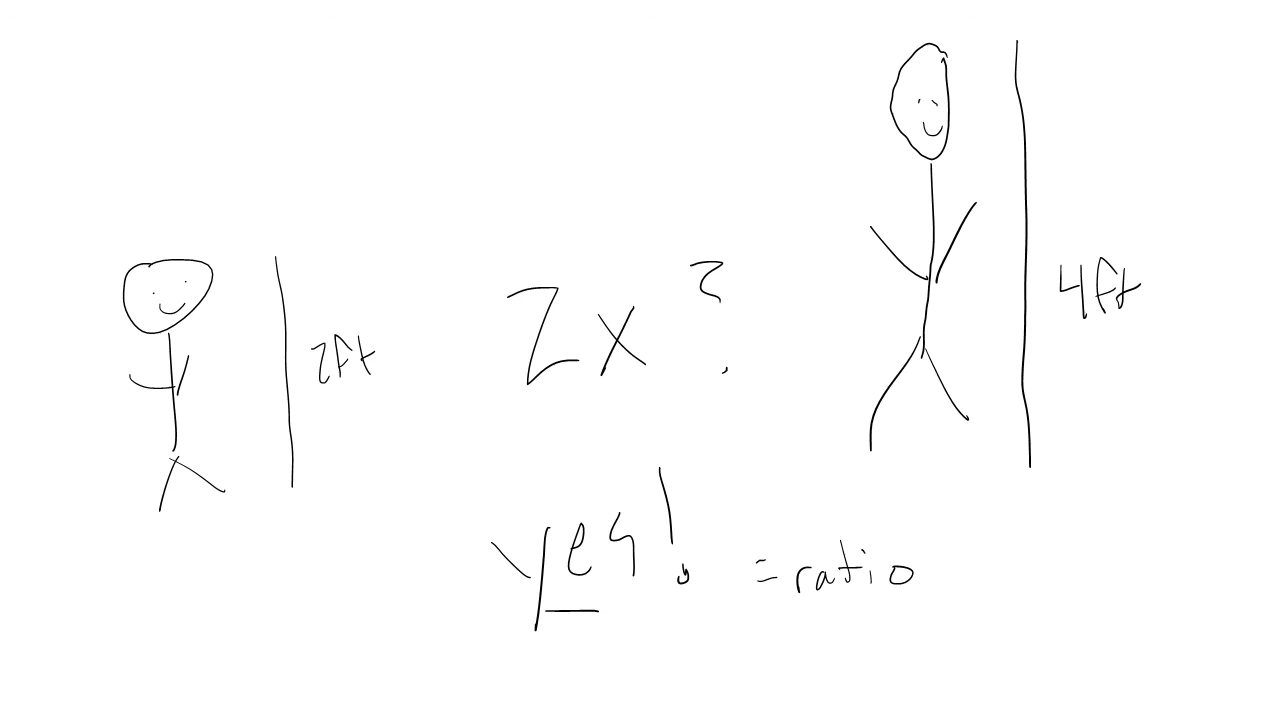 2ft
2x?
4ft
yes!
=ratio